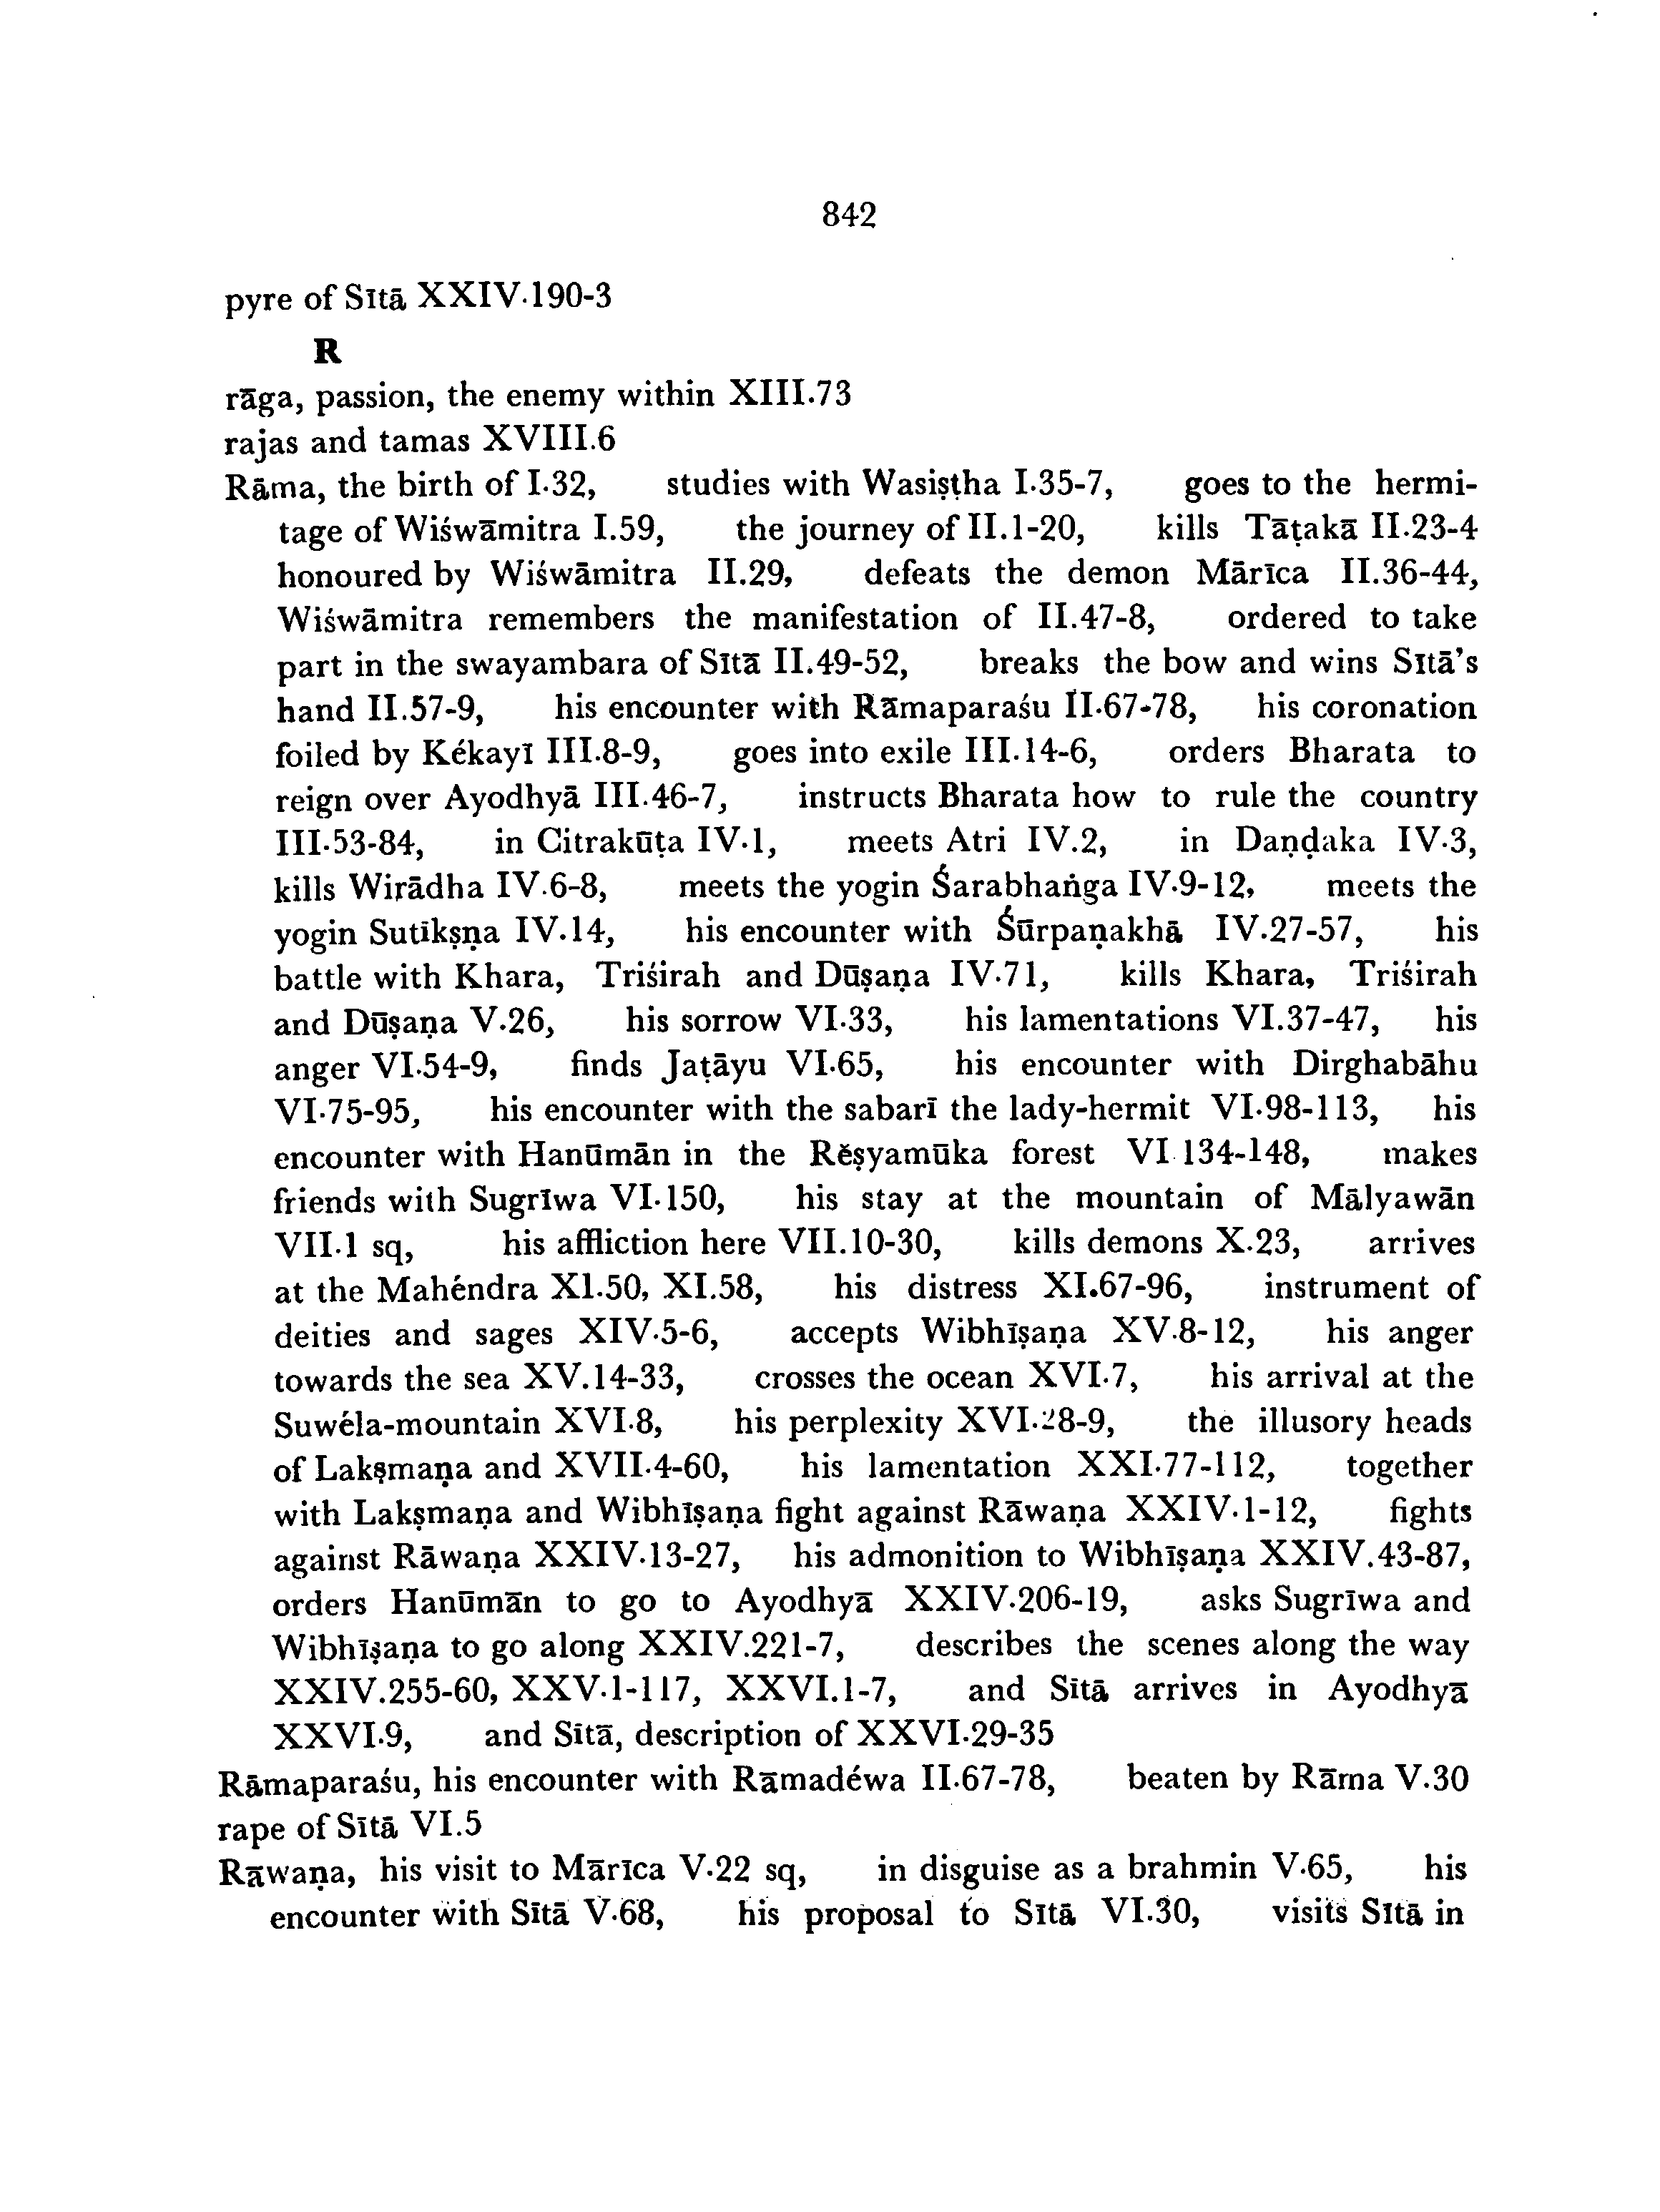 842
pyre of Sītā XXIV.190-3
R
rāga, passion, the enemy within XIII.73
rajas and tamas XVIII.6
Rāma, the birth of I.32, studies with Wasiṣṭha I.35-7, goes to the hermi-
tage of Wiśwāmitra I.59, the journey of II.1-20, kills Tāṭakā II.23-4
honoured by Wiśwāmitra II.29, defeats the demon Mārīca II.36-44,
Wiśwāmitra remembers the manifestation of II.47-8, ordered to take
part in the swayambara of Sītā II.49-52, breaks the bow and wins Sītā's
hand II.57-9, his encounter with Rāmaparaśu II.67-78, his coronation
foiled by Kékayī III.8-9, goes into exile III.14-6, orders Bharata to
reign over Ayodhyā III.46-7, instructs Bharata how to rule the country
III.53-84, in Citrakūṭa IV.1, meets Atri IV.2, in Daṇḍaka IV.3,
kills Wirādha IV.6-8, meets the yogin Śarabhaṅga IV.9-12, meets the
yogin Sutīkṣṇa IV.14, his encounter with Śūrpaṇakhā IV.27-57, his
battle with Khara, Triśirah and Dūṣaṇa IV.71, kills Khara, Triśirah
and Dūṣaṇa V.26, his sorrow VI.33, his lamentations VI.37-47, his
anger VI.54-9, finds Jaṭāyu VI.65, his encounter with Dirghabāhu
VI.75-95, his encounter with the sabarī the lady-hermit VI.98-113, his
encounter with Hanūmān in the Rĕṣyamūka forest VI.134-148, makes
friends with Sugrīwa VI.150, his stay at the mountain of Mālyawān
VII.1 sq, his affliction here VII.10-30, kills demons X.23, arrives
at the Mahéndra XI.50, XI.58, his distress XI.67-96, instrument of
deities and sages XIV.5-6, accepts Wibhīṣaṇa XV.8-12, his anger
towards the sea XV.14-33, crosses the ocean XVI.7, his arrival at the
Suwéla-mountain XVI.8, his perplexity XVI.28-9, the illusory heads
of Lakṣmaṇa and XVII.4-60, his lamentation XXI.77-112, together
with Lakṣmaṇa and Wibhīṣaṇa fight against Rāwaṇa XXIV.1-12, fights
against Rāwaṇa XXIV.13-27, his admonition to Wibhīṣaṇa XXIV.43-87,
orders Hanūmān to go to Ayodhyā XXIV.206-19, asks Sugrīwa and
Wibhīṣaṇa to go along XXIV.221-7, describes the scenes along the way
XXIV.255-60, XXV.1-117, XXVI.1-7, and Sītā arrives in Ayodhyā
XXVI.9, and Sītā, description of XXVI.29-35
Rāmaparaśu, his encounter with Rāmadéwa II.67-78, beaten by Rāma V.30
rape of Sītā VI.5
Rāwaṇa, his visit to Mārīca V.22 sq, in disguise as a brahmin V.65, his
encounter with Sītā V.68, his proposal to Sītā VI.30, visits Sītā in